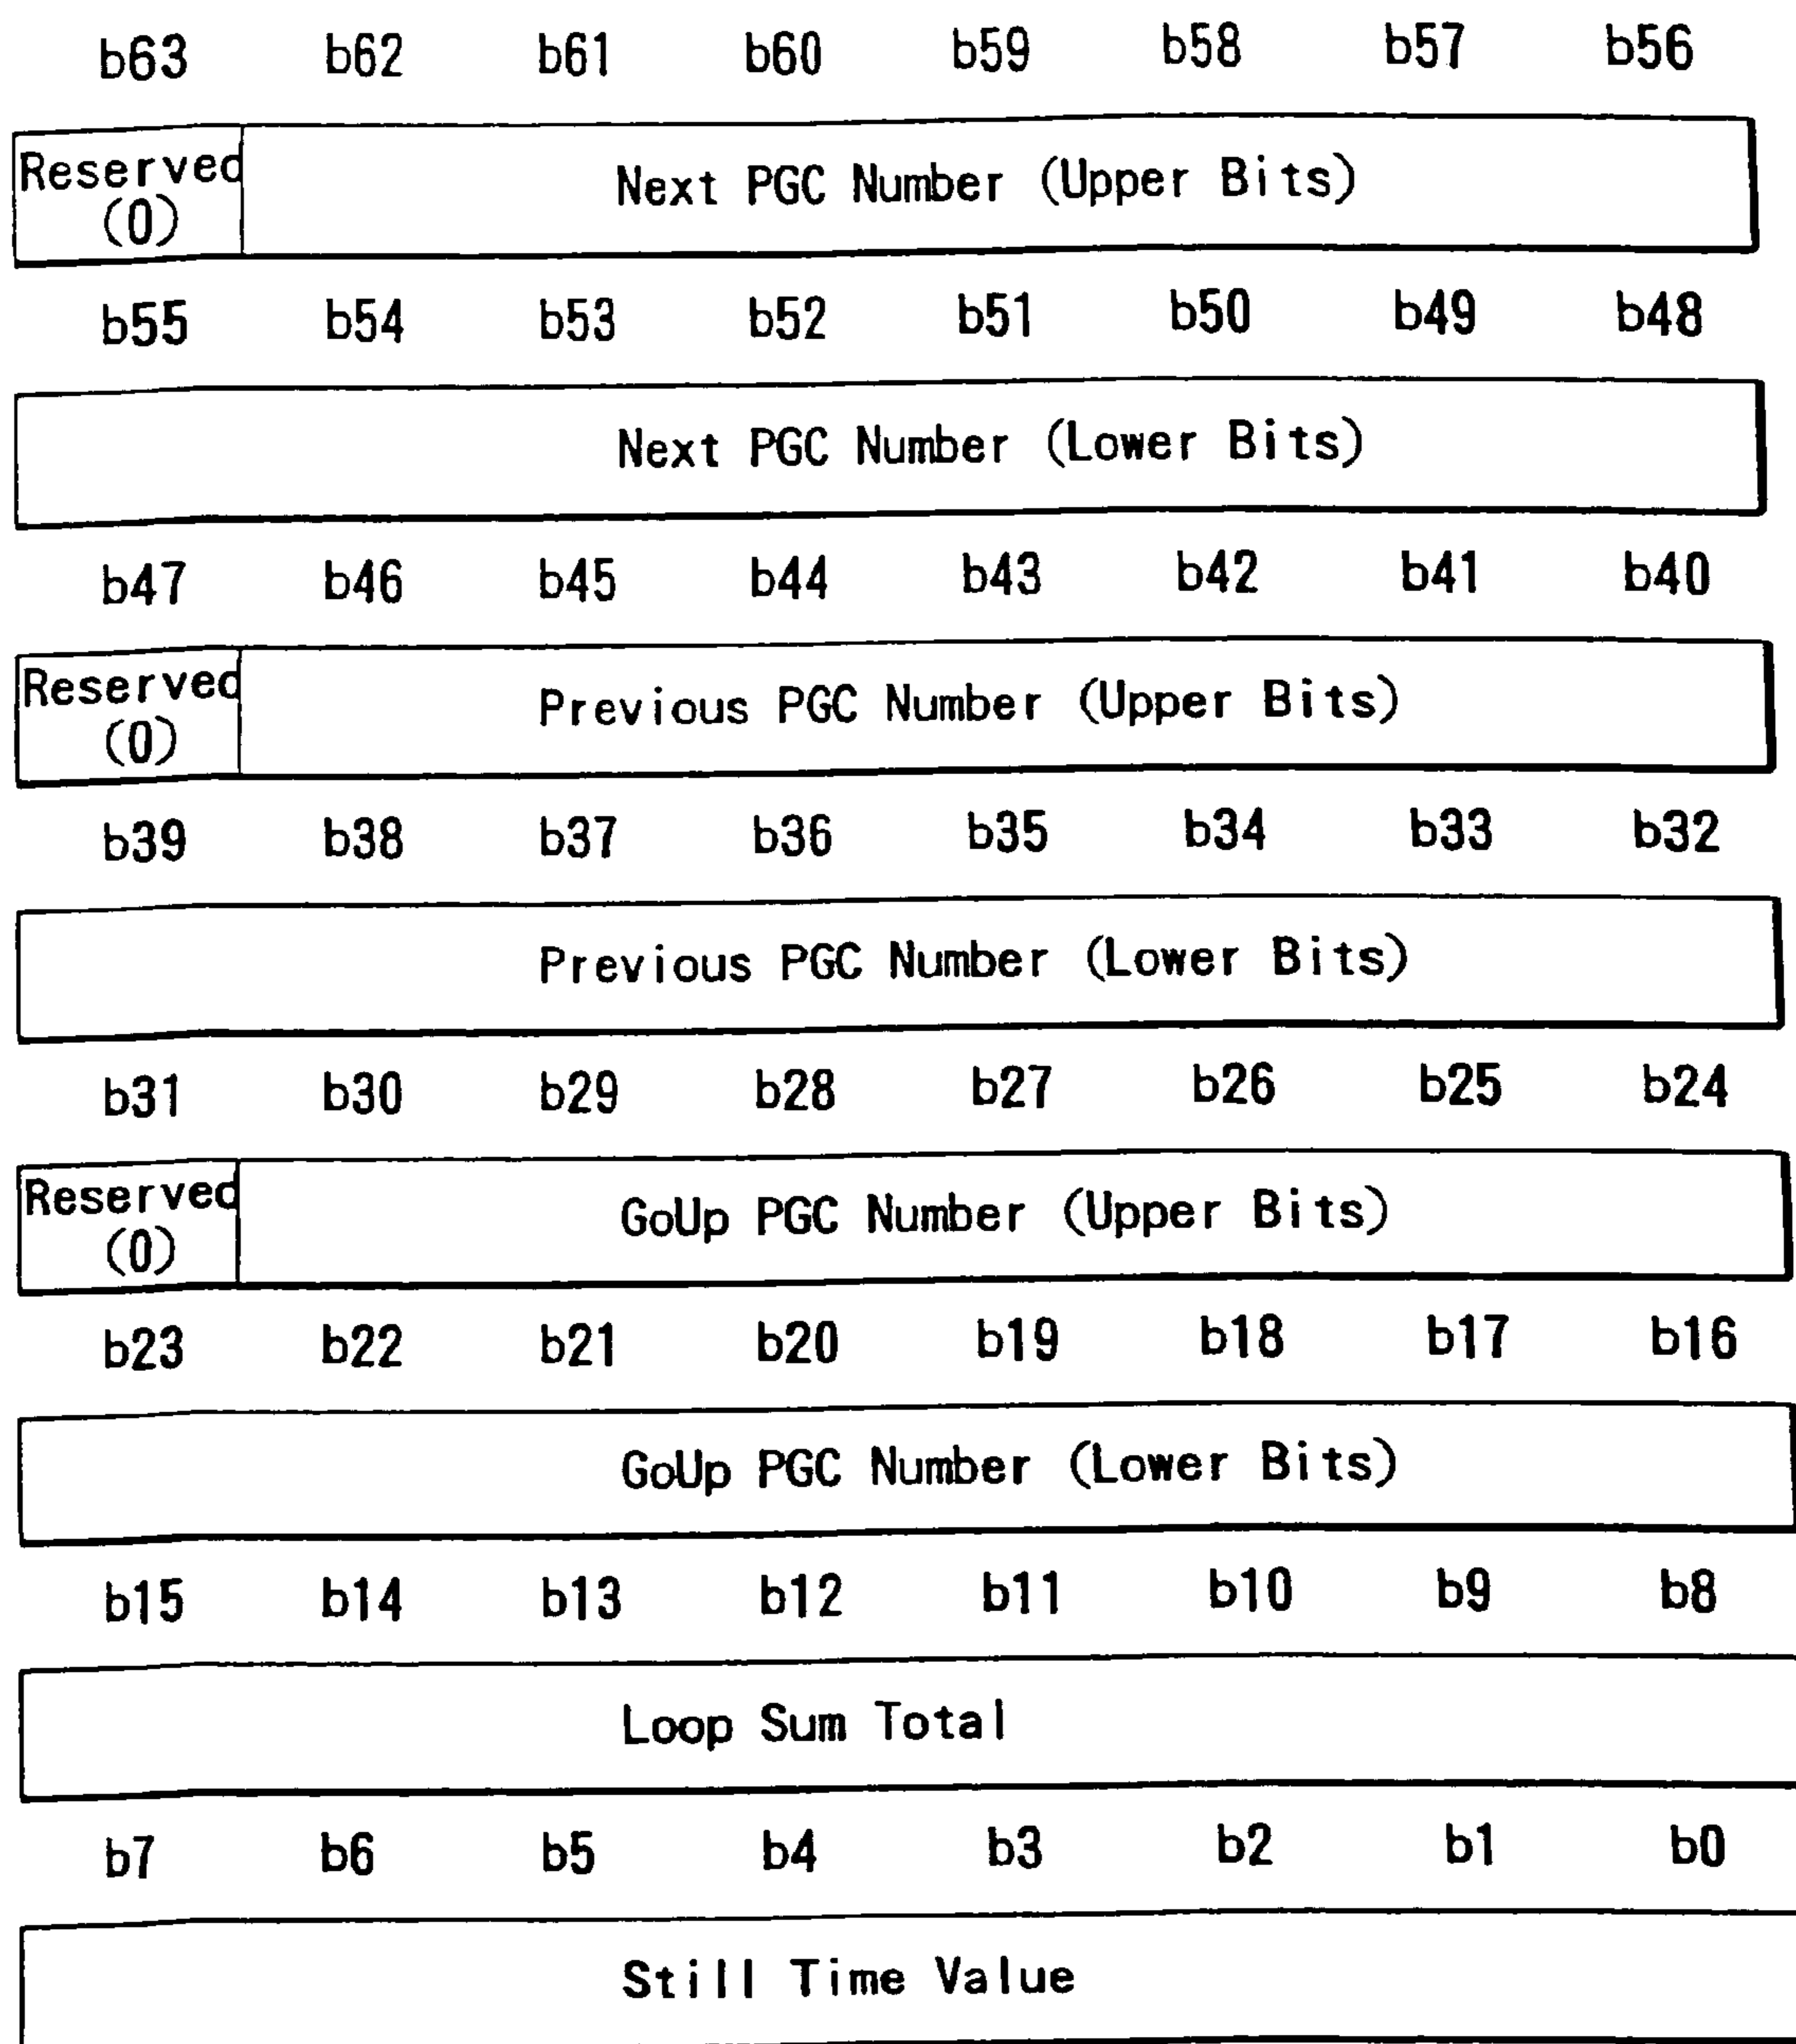 b63 b62 b61 b60 b59 b58 b57 b56
Reserved
(0)
Next PGC Number (Upper Bits)
b55 b54 b53 b52 b51 b50 b49 b48
Next PGC Number (Lower Bits)
b47 b46 b45 b44 b43 b42 b41 b40
Reserved
(0)
Previous PGC Number (Upper Bits)
b39 b38 b37 b36 b35 b34 b33 b32
Previous PGC Number (Lower Bits)
b31 b30 b29 b28 b27 b26 b25 b24
Reserved
(0)
GoUp PGC Number (Upper Bits)
b23 b22 b21 b20 b19 b18 b17 b16
GoUp PGC Number (Lower Bits)
b15 b14 b13 b12 b11 b10 b9 b8
Loop Sum Total
b7 b6 b5 b4 b3 b2 b1 b0
Still Time Value